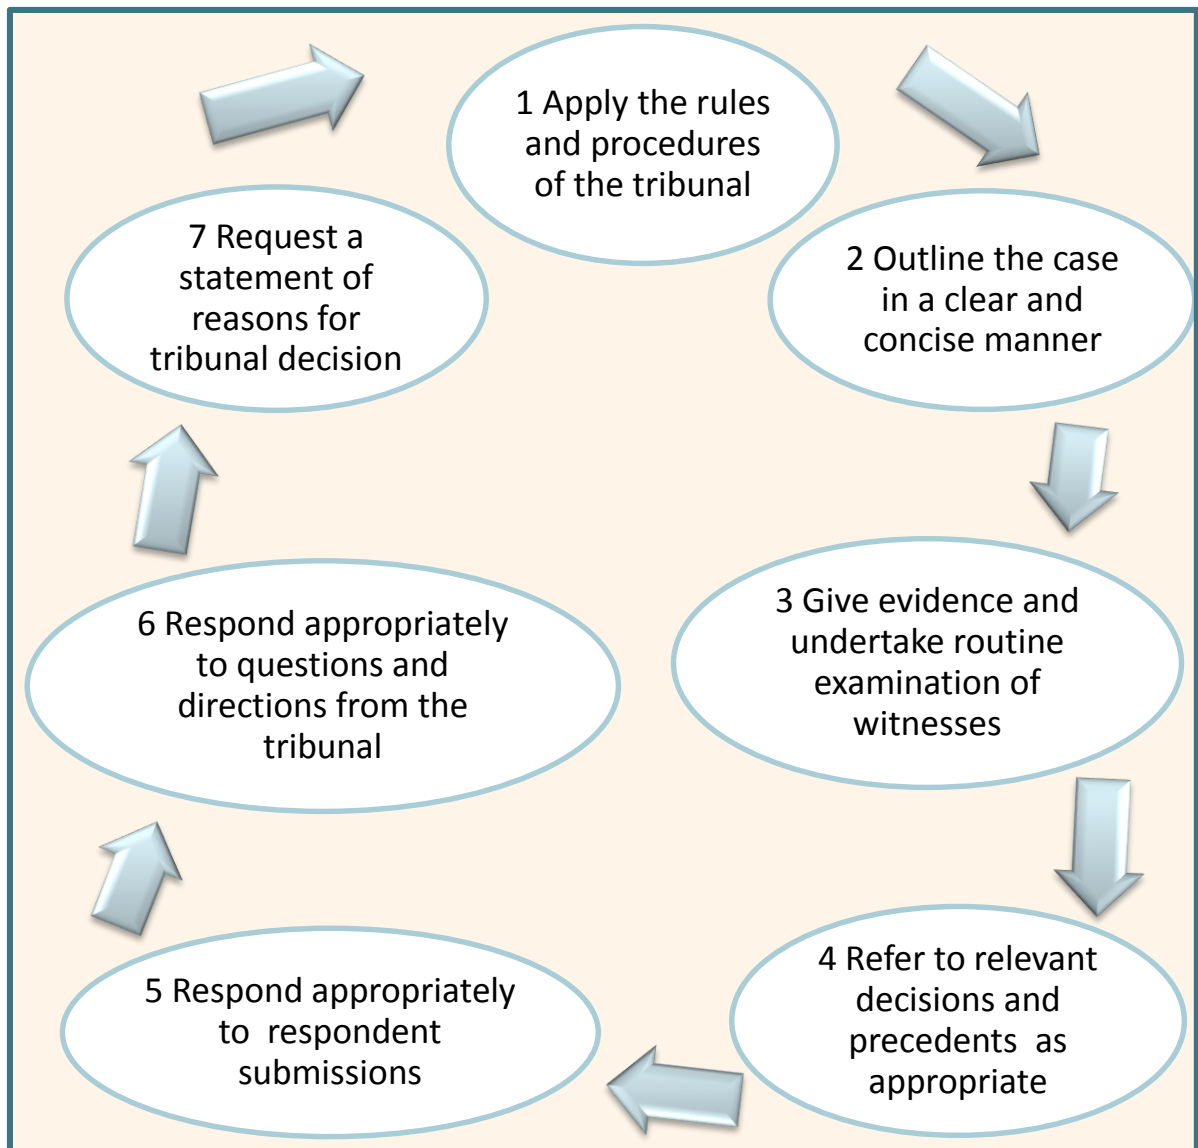 1 Apply the rules
and procedures
of the tribunal
2 Outline the case
in a clear and
concise manner
3 Give evidence and
undertake routine
examination of
witnesses
4 Refer to relevant
decisions and
precedents  as
appropriate
5 Respond appropriately
to  respondent
submissions
6 Respond appropriately
to questions and
directions from the
tribunal
7 Request a
statement of
reasons for
tribunal decision